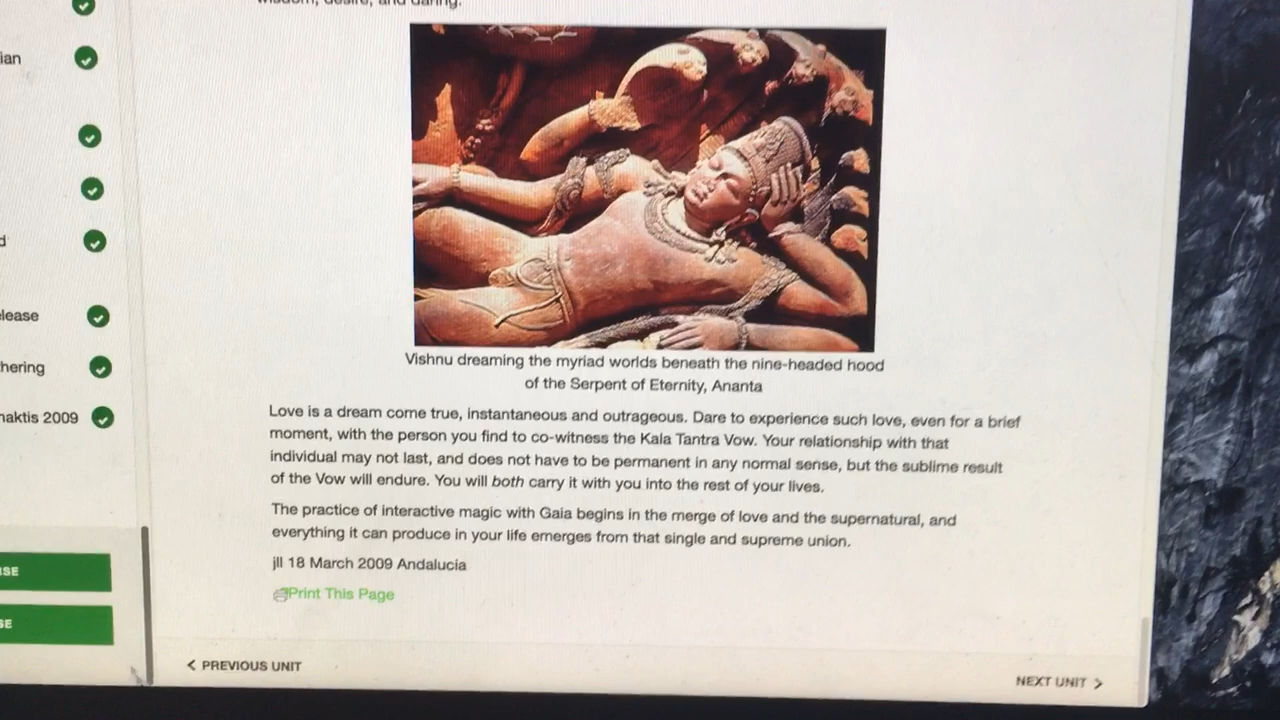 wisdom, desire, and daring.
ian
d
lease
hering
naktis 2009
SE
SE
Vishnu dreaming the myriad worlds beneath the nine-headed hood
of the Serpent of Eternity, Ananta
Love is a dream come true, instantaneous and outrageous. Dare to experience such love, even for a brief
moment, with the person you find to co-witness the Kala Tantra Vow. Your relationship with that
individual may not last, and does not have to be permanent in any normal sense, but the sublime result
of the Vow will endure. You will both carry it with you into the rest of your lives.
The practice of interactive magic with Gaia begins in the merge of love and the supernatural, and
everything it can produce in your life emerges from that single and supreme union.
jll 18 March 2009 Andalucia
Print This Page
< PREVIOUS UNIT
NEXT UNIT >